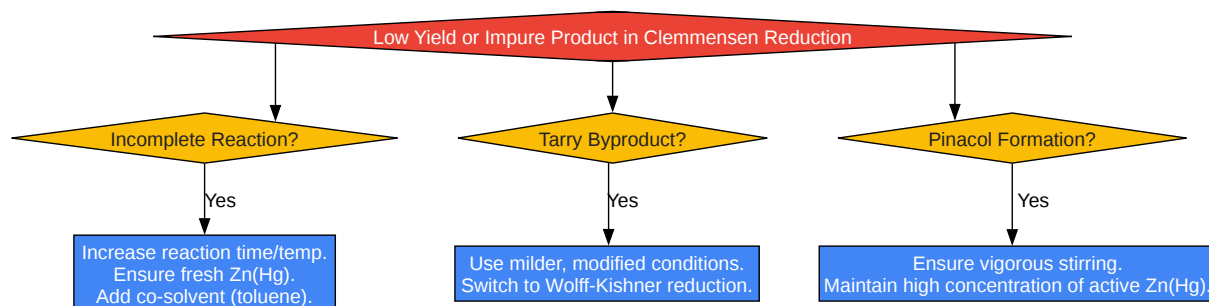 Low Yield or Impure Product in Clemmensen Reduction
Incomplete Reaction?
Tarry Byproduct?
Pinacol Formation?
Yes
Yes
Yes
Increase reaction time/temp.
Ensure fresh Zn(Hg).
Add co-solvent (toluene).
Use milder, modified conditions.
Switch to Wolff-Kishner reduction.
Ensure vigorous stirring.
Maintain high concentration of active Zn(Hg).